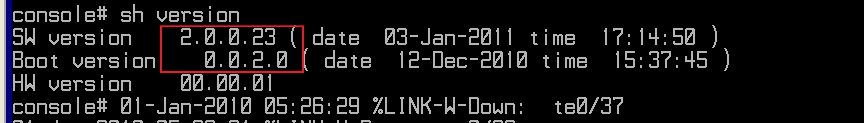 console# sh version
SW version 2.0.0.23 ( date 03-Jan-2011 time 17:14:50 )
Boot version 0.0.2.0 ( date 12-Dec-2010 time 15:37:45 )
HW version 00.00.01
console# 01-Jan-2010 05:26:29 %LINK-W-Down: te0/37